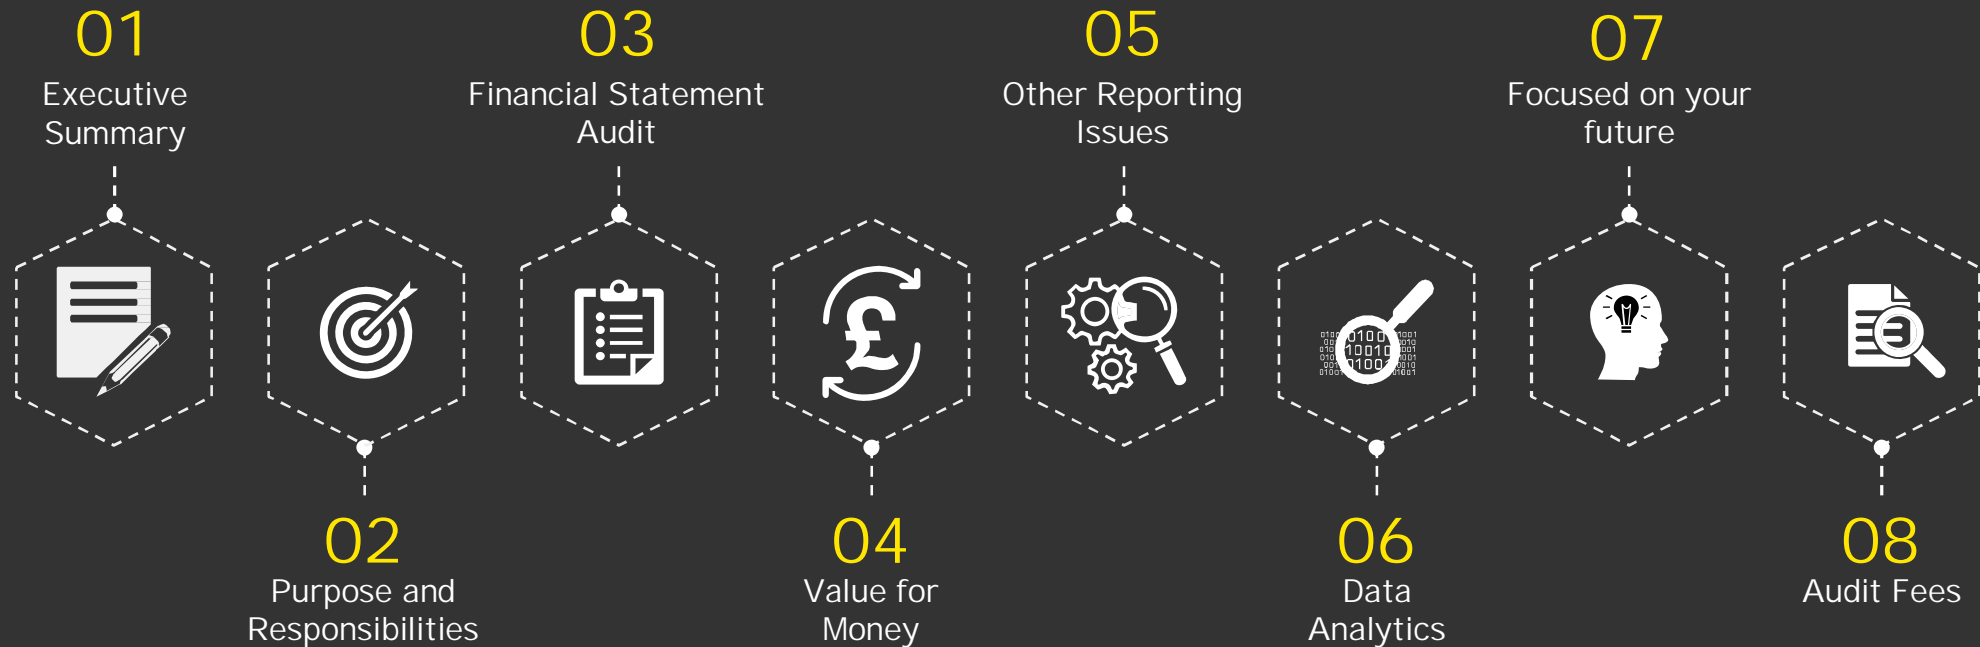 01
Executive
Summary
02
Purpose and
Responsibilities
03
Financial Statement
Audit
04
Value for
Money
05
Other Reporting
Issues
06
Data
Analytics
07
Focused on your
future
08
Audit Fees
£